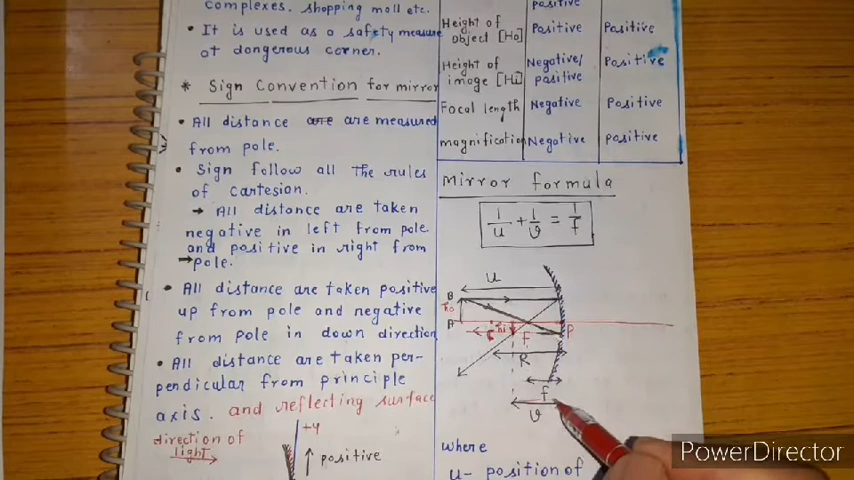 complexes, shopping moll etc.
• It is used as a safety measure
at dangerous corner.
* Sign Convention for mirror
• All distance are are measured
from pole.
• Sign follow all the rules
of Cartesion.
→ All distance are taken
negative in left from pole
and positive in right from
→ pole.
• All distance are taken positive
up from pole and negative
from pole in down direction
• All distance are taken per-
pendicular from principle
axis. and reflecting surface
direction of
light
+y
↑ positive
positive
Height of object [Ho] Positive Positive
Height of image [Hi] Negative/positive Positive
Focal length Negative Positive
magnification Negative positive
Mirror formula
1/u + 1/v = 1/f
u
B
ho
A
hi
F
P
R
f
v
where
u- position of
PowerDirector